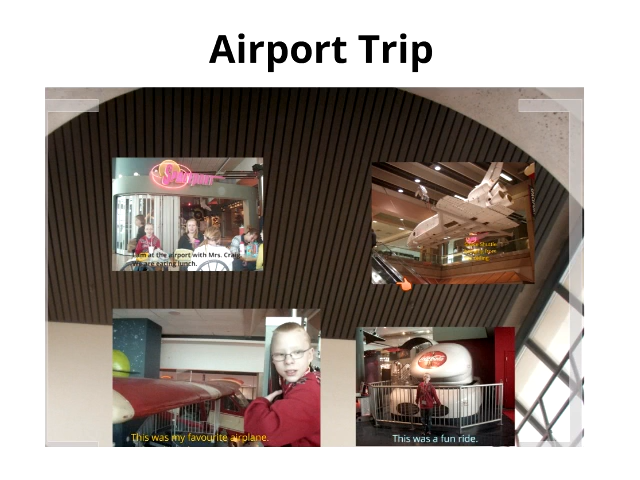 Airport Trip
I am at the airport with Mrs. Craig.
We are eating lunch.
This was my favourite airplane.
This was a fun ride.